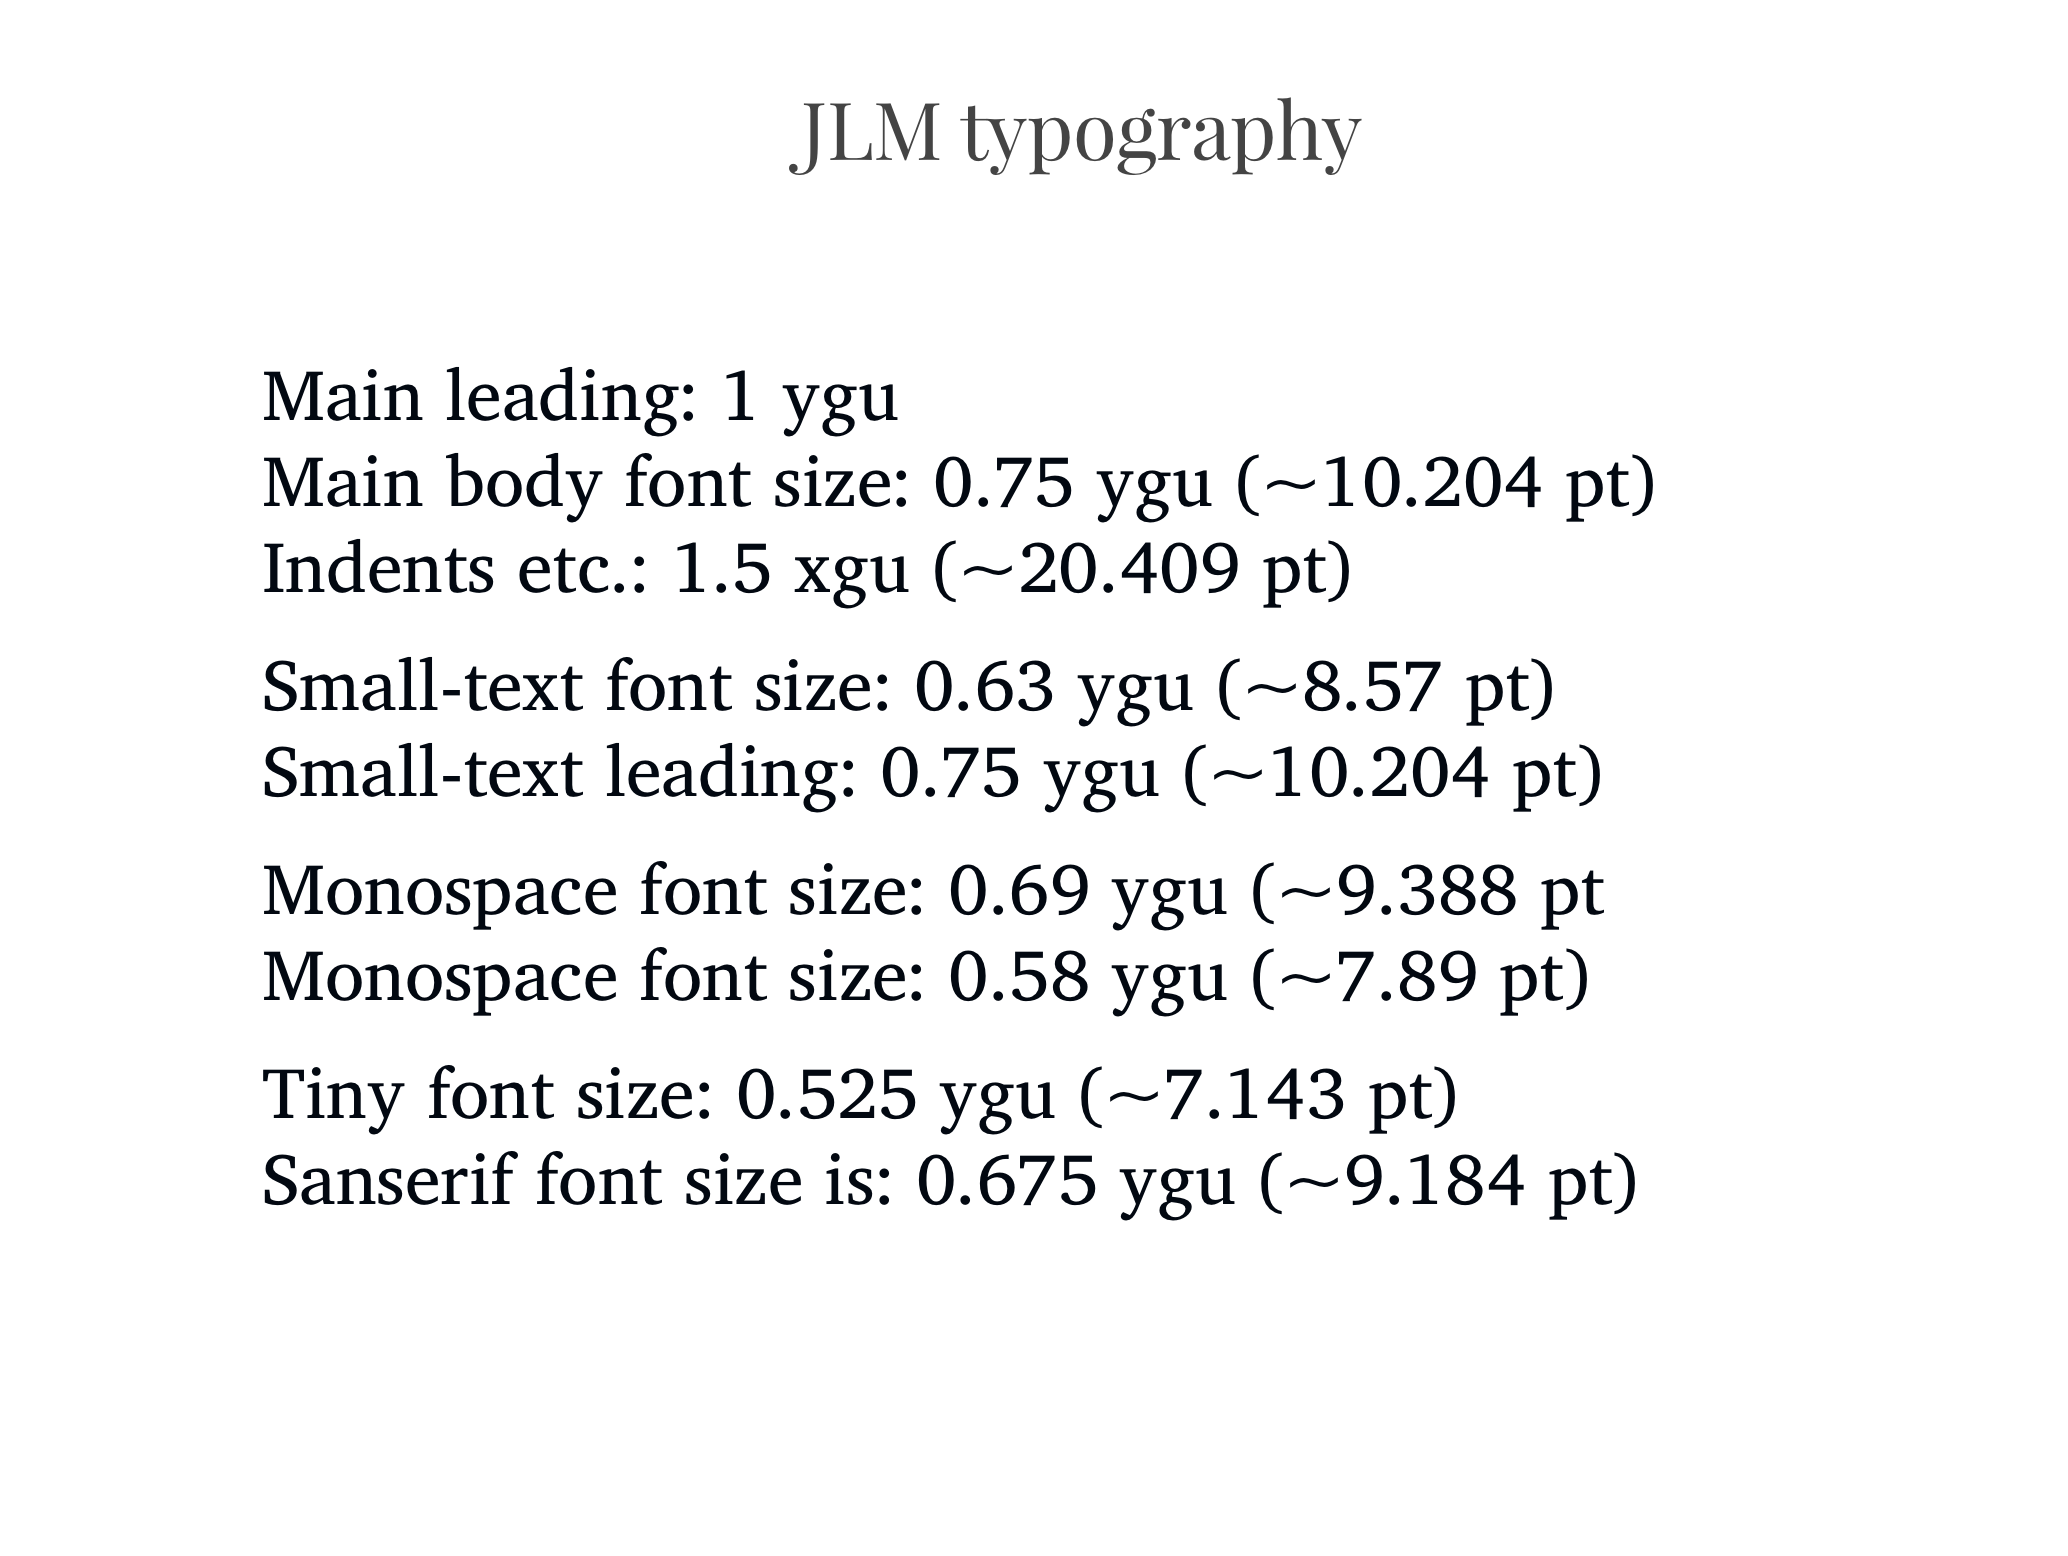 JLM typography
Main leading: 1 ygu
Main body font size: 0.75 ygu (~10.204 pt)
Indents etc.: 1.5 xgu (~20.409 pt)
Small-text font size: 0.63 ygu (~8.57 pt)
Small-text leading: 0.75 ygu (~10.204 pt)
Monospace font size: 0.69 ygu (~9.388 pt
Monospace font size: 0.58 ygu (~7.89 pt)
Tiny font size: 0.525 ygu (~7.143 pt)
Sanserif font size is: 0.675 ygu (~9.184 pt)